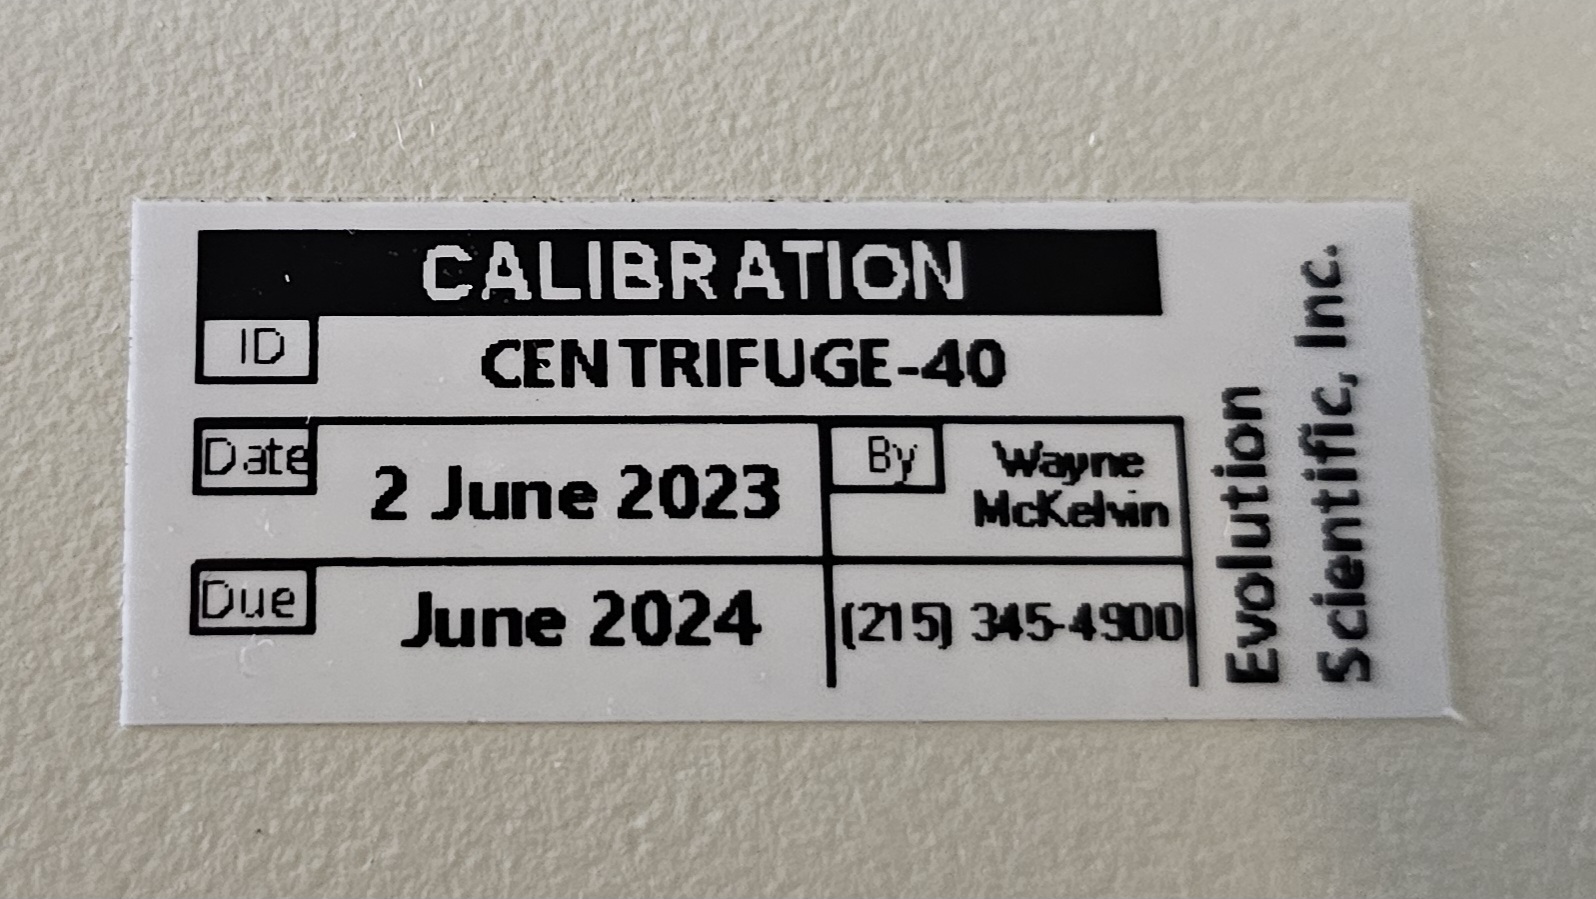 CALIBRATION
ID
CENTRIFUGE-40
Date
2 June 2023
By
Wayne
McKelvin
Due
June 2024
(215) 345-4900
Evolution
Scientific, Inc.